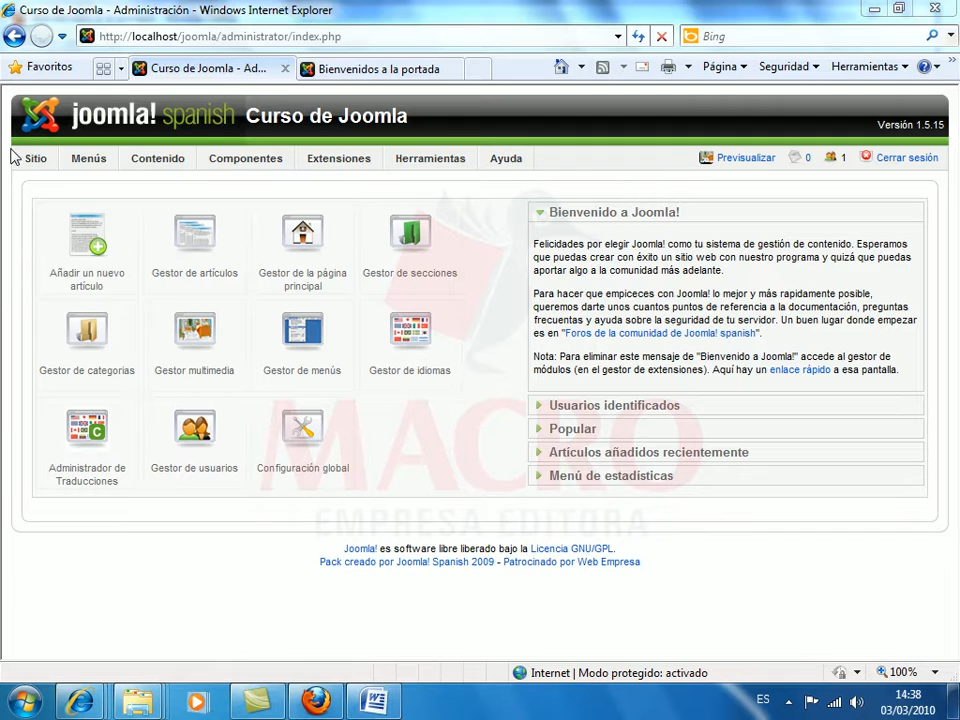 Curso de Joomla - Administración - Windows Internet Explorer
http://localhost/joomla/administrator/index.php
Bing
Favoritos
Curso de Joomla - Ad...
Bienvenidos a la portada
Página
Seguridad
Herramientas
joomla! spanish
Curso de Joomla
Versión 1.5.15
Sitio
Menús
Contenido
Componentes
Extensiones
Herramientas
Ayuda
Previsualizar
0
1
Cerrar sesión
Añadir un nuevo artículo
Gestor de artículos
Gestor de la página principal
Gestor de secciones
Gestor de categorias
Gestor multimedia
Gestor de menús
Gestor de idiomas
Administrador de Traducciones
Gestor de usuarios
Configuración global
Bienvenido a Joomla!
Felicidades por elegir Joomla! como tu sistema de gestión de contenido. Esperamos
que puedas crear con éxito un sitio web con nuestro programa y quizá que puedas
aportar algo a la comunidad más adelante.
Para hacer que empiceces con Joomla! lo mejor y más rapidamente posible,
queremos darte unos cuantos puntos de referencia a la documentación, preguntas
frecuentes y ayuda sobre la seguridad de tu servidor. Un buen lugar donde empezar
es en "Foros de la comunidad de Joomla! spanish".
Nota: Para eliminar este mensaje de "Bienvenido a Joomla!" accede al gestor de
módulos (en el gestor de extensiones). Aquí hay un enlace rápido a esa pantalla.
Usuarios identificados
Popular
Artículos añadidos recientemente
Menú de estadísticas
MACRO
EMPRESA EDITORA
Joomla! es software libre liberado bajo la Licencia GNU/GPL.
Pack creado por Joomla! Spanish 2009 - Patrocinado por Web Empresa
Internet | Modo protegido: activado
100%
ES
14:38
03/03/2010